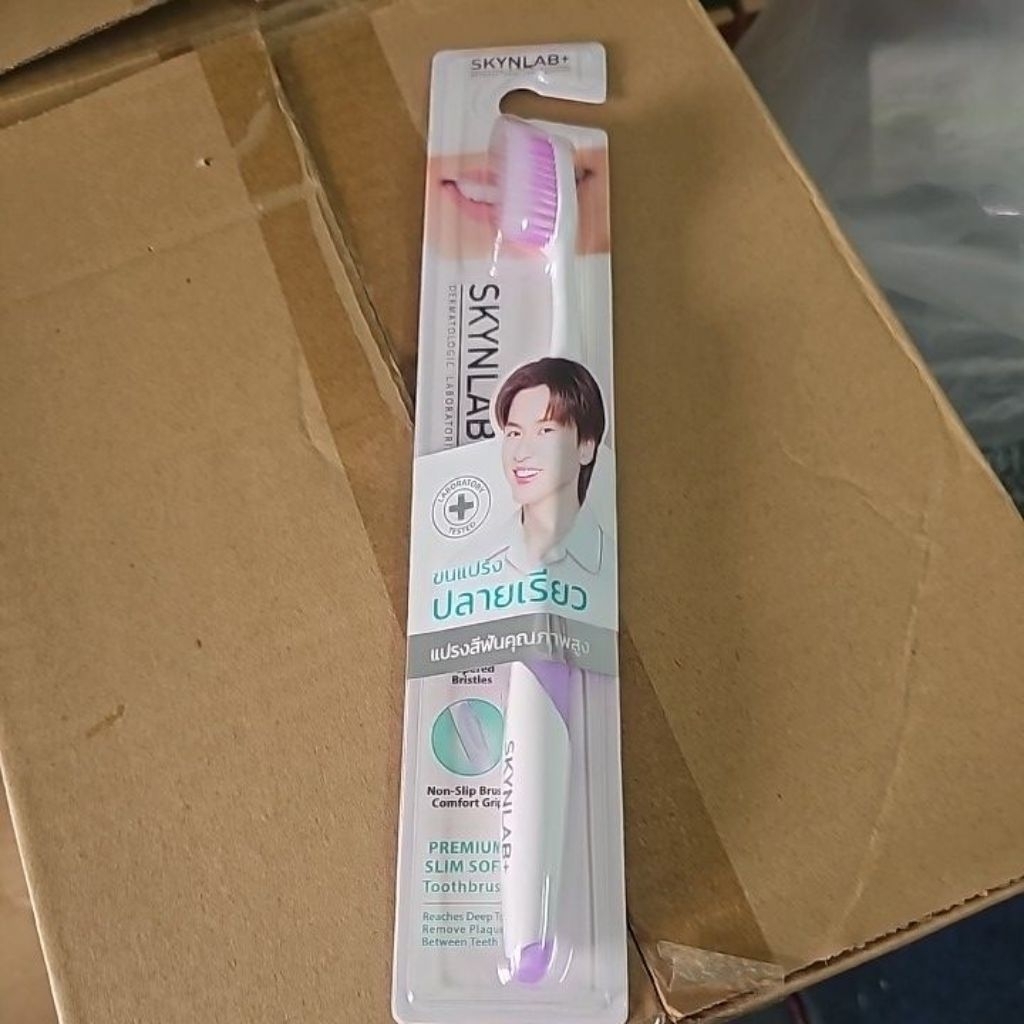 SKYNLAB+
SKYNLAB
DERMATOLOGIC LABORATORI
LABORATORY
TESTED
ขนแปรง
ปลายเรียว
แปรงสีฟันคุณภาพสูง
pered
Bristles
Non-Slip Brus
Comfort Grip
SKYNLAB+
PREMIUM
SLIM SOF
Toothbrus
Reaches Deep T
Remove Plaque
Between Teeth